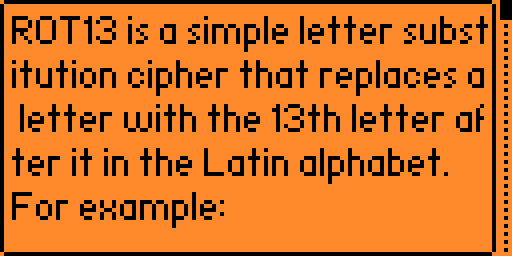 ROT13 is a simple letter subst
itution cipher that replaces a
 letter with the 13th letter af
ter it in the Latin alphabet.
For example: